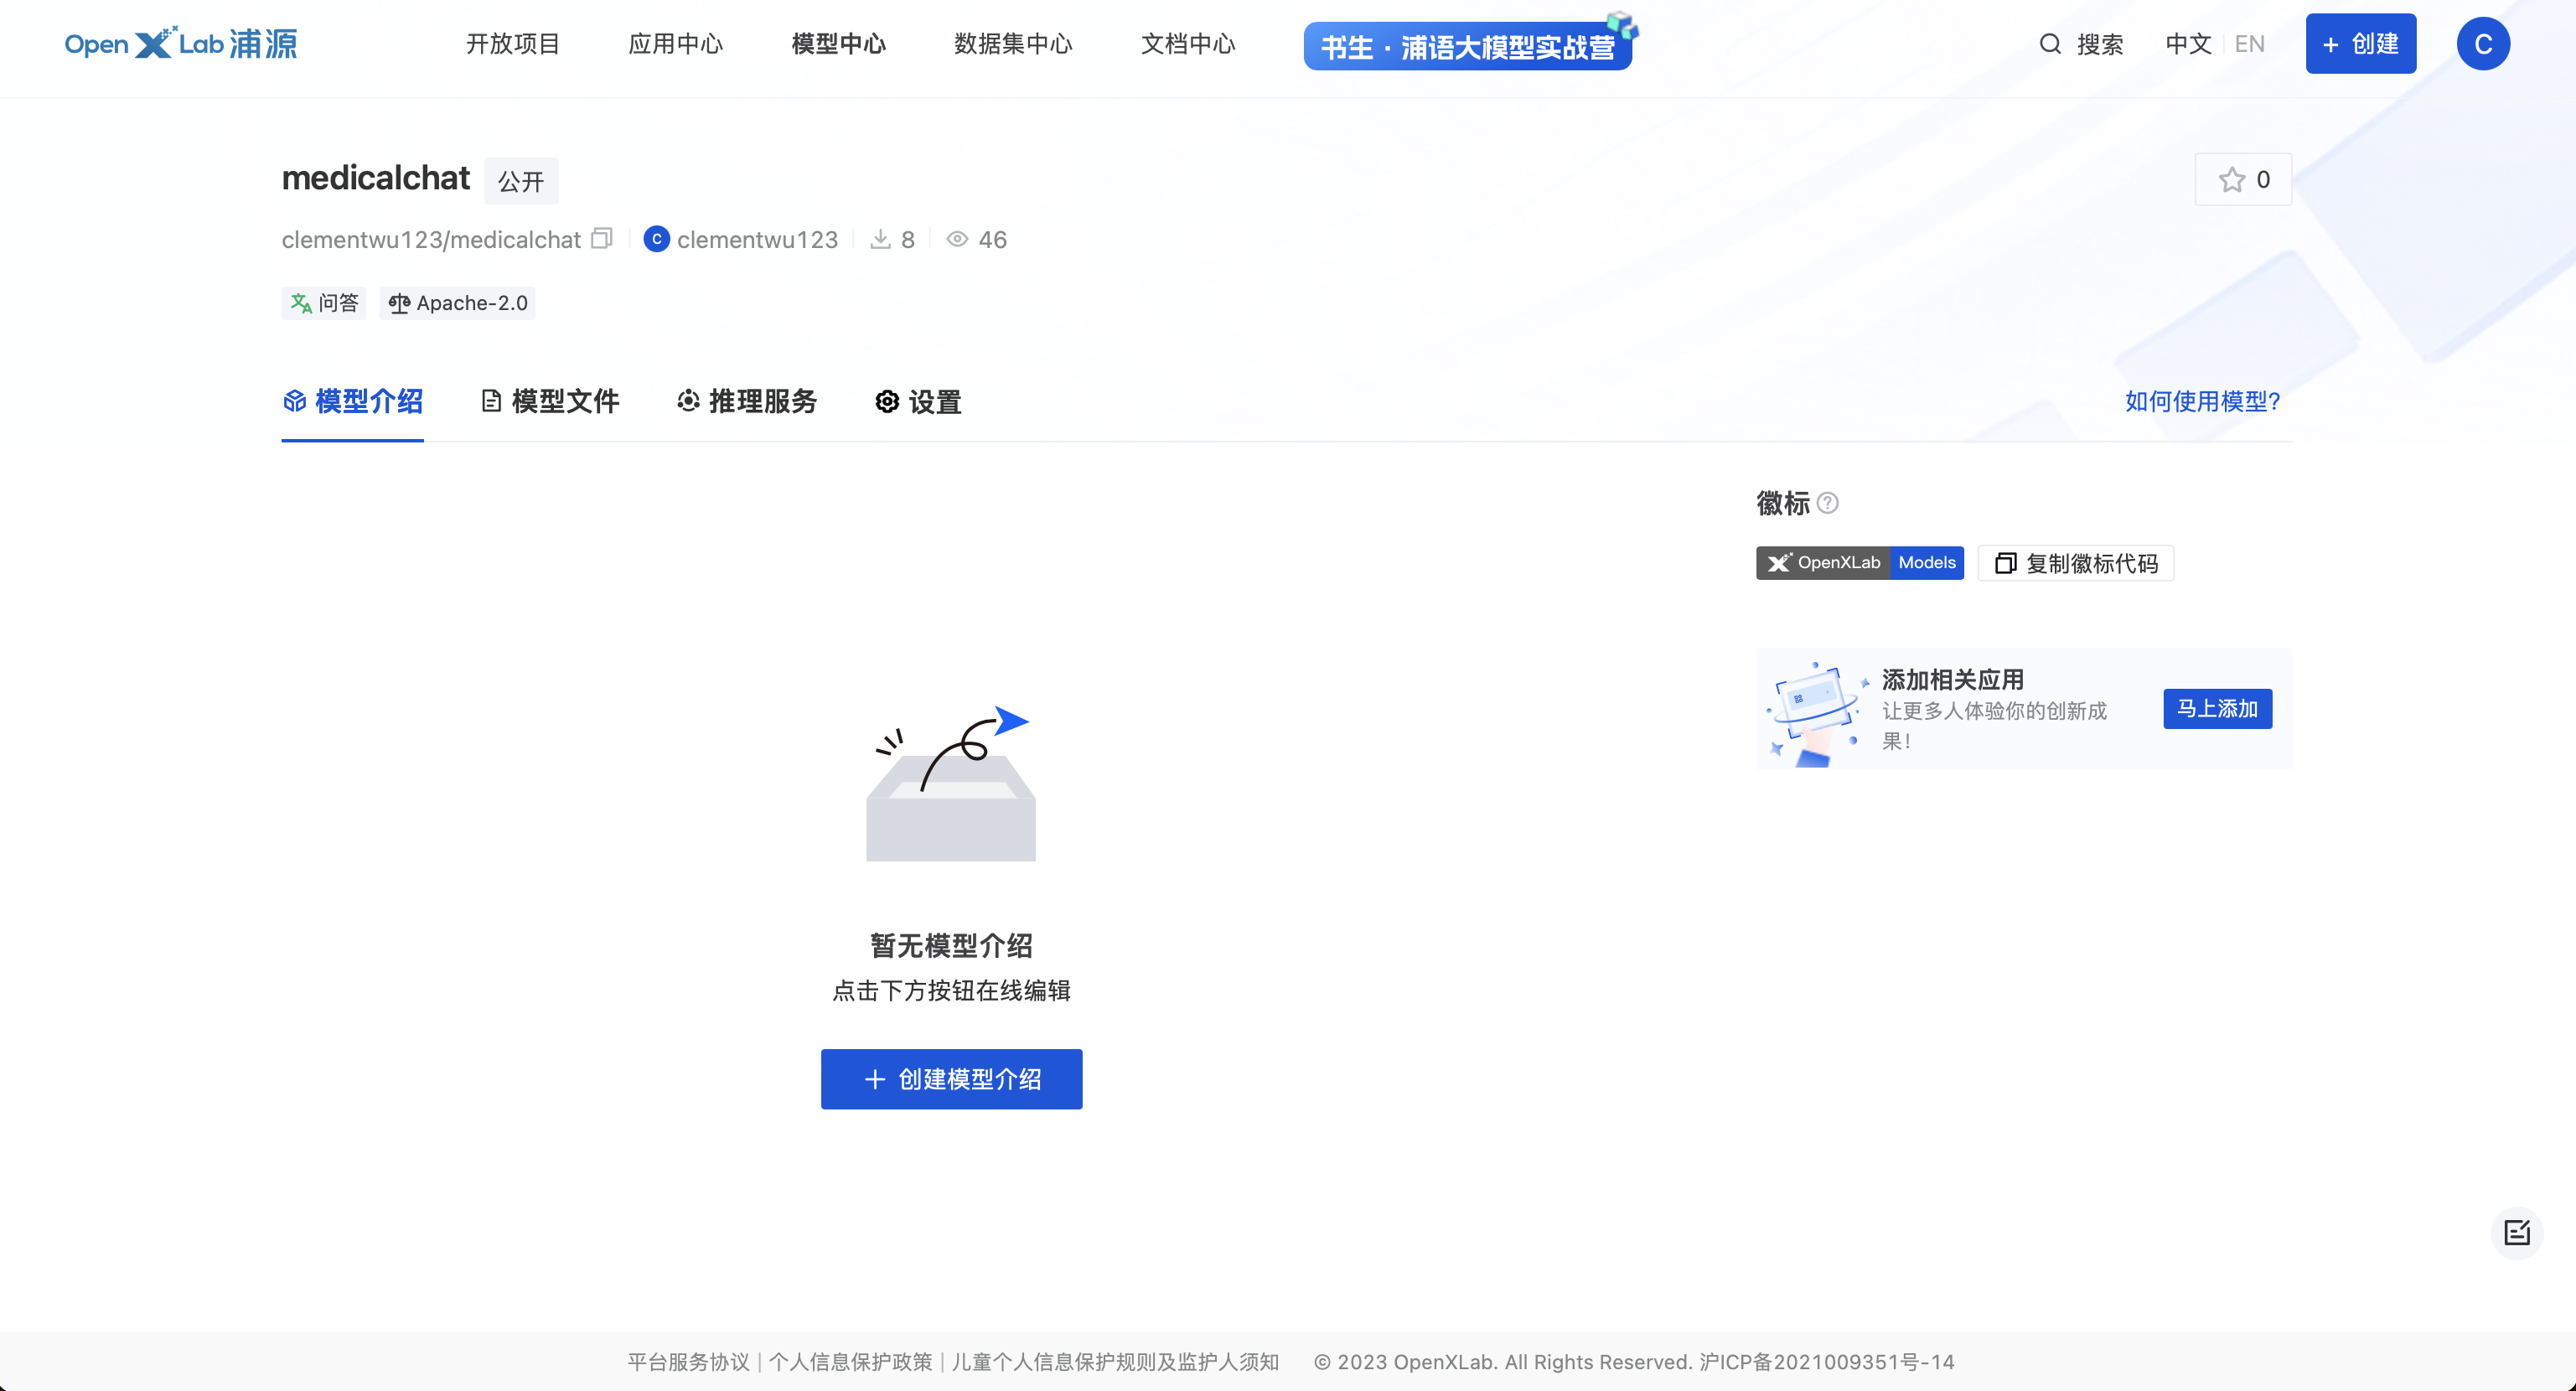 OpenXLab浦源
开放项目
应用中心
模型中心
数据集中心
文档中心
书生·浦语大模型实战营
搜索
中文 EN
+ 创建
C
medicalchat 公开
0
clementwu123/medicalchat
C clementwu123 8 46
问答 Apache-2.0
模型介绍
模型文件
推理服务
设置
如何使用模型?
徽标
OpenXLab Models 复制徽标代码
添加相关应用
让更多人体验你的创新成
果!
马上添加
暂无模型介绍
点击下方按钮在线编辑
+ 创建模型介绍
平台服务协议 | 个人信息保护政策 | 儿童个人信息保护规则及监护人须知 © 2023 OpenXLab. All Rights Reserved. 沪ICP备2021009351号-14